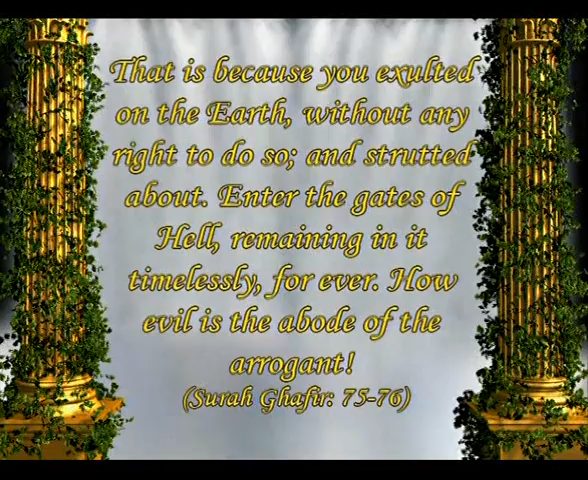 That is because you exulted
on the Earth, without any
right to do so; and strutted
about. Enter the gates of
Hell, remaining in it
timelessly, for ever. How
evil is the abode of the
arrogant!
(Surah Ghafir: 75-76)